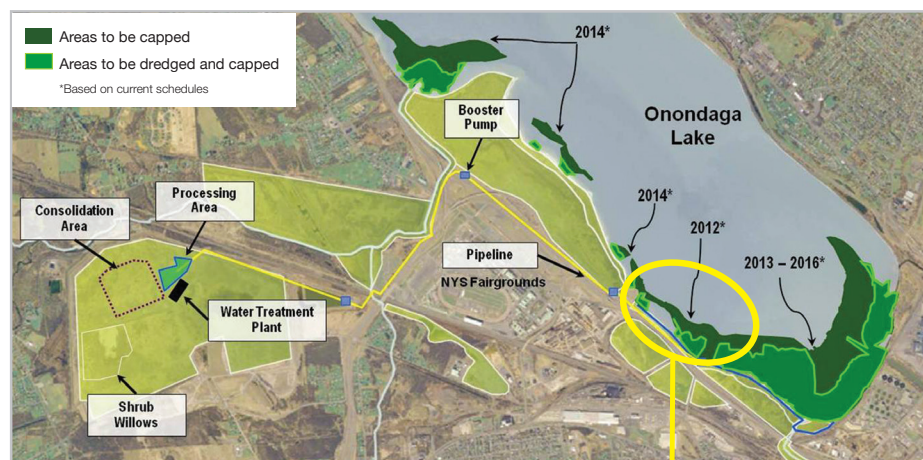 Areas to be capped
Areas to be dredged and capped
*Based on current schedules
2014*
Booster
Pump
Onondaga
Lake
Processing
Area
Consolidation
Area
2014*
2012*
Pipeline
2013 – 2016*
NYS Fairgrounds
Water Treatment
Plant
Shrub
Willows